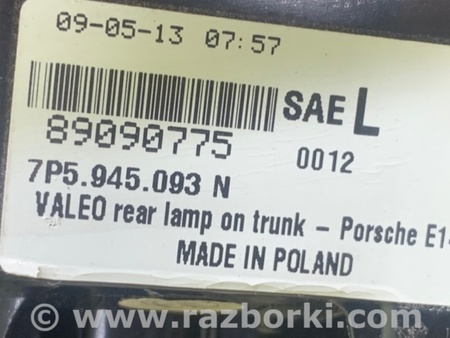 09-05-13 07:57
SAE L
89090775
0012
7P5.945.093 N
VALEO rear lamp on trunk - Porsche E1
MADE IN POLAND
© www.razborki.com